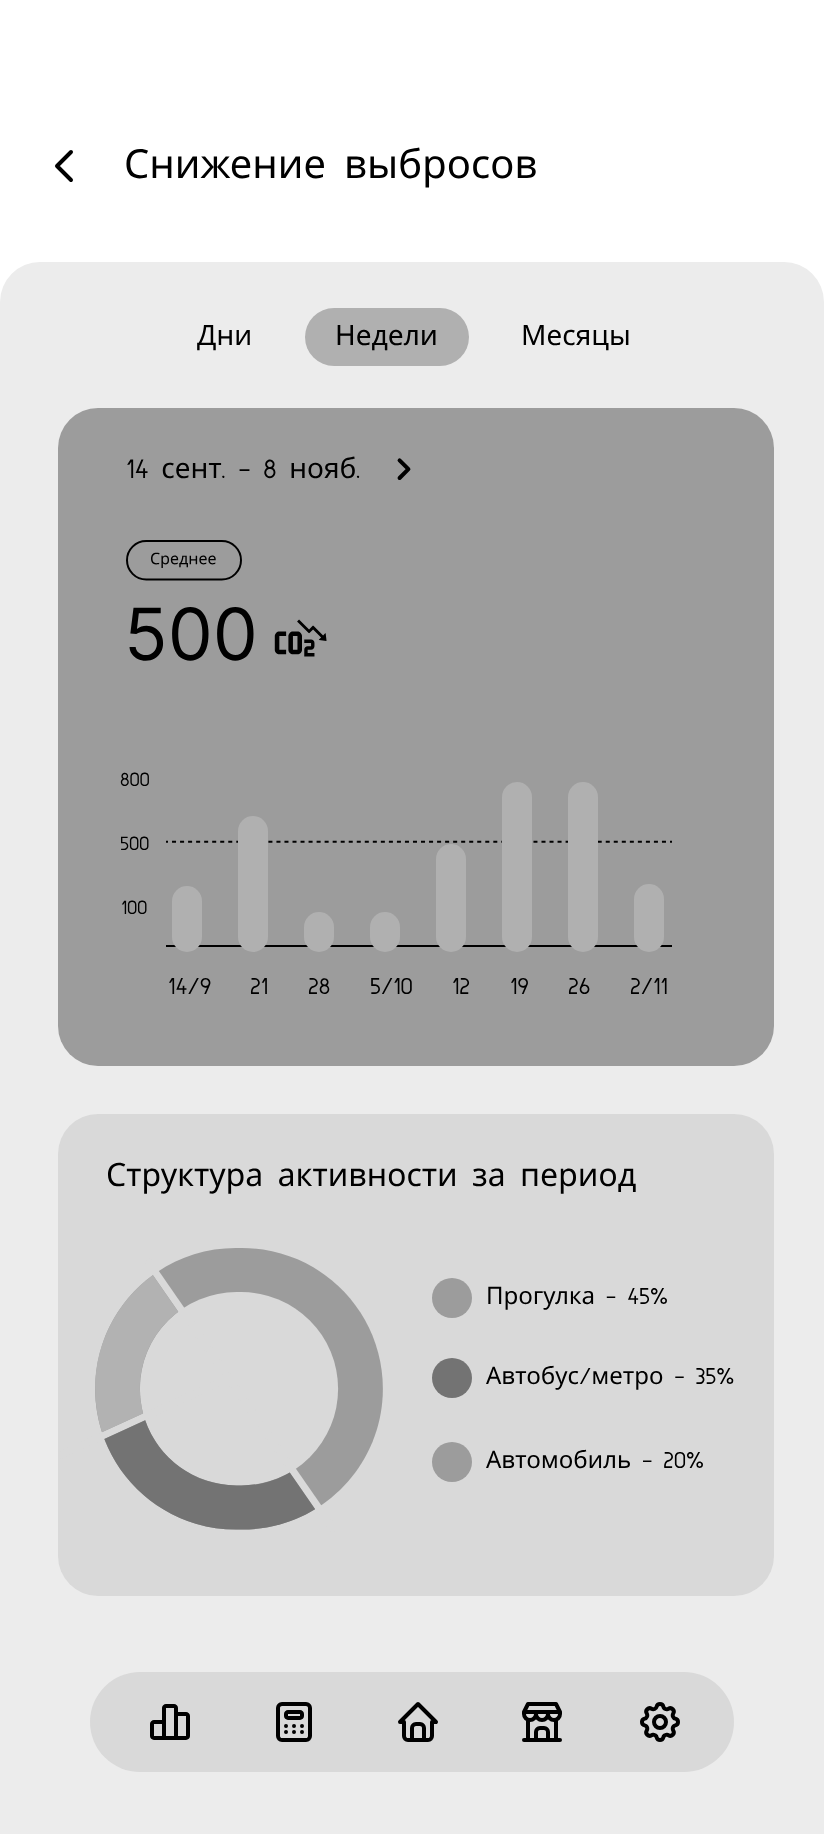 Снижение выбросов
Дни Недели Месяцы
14 сент. - 8 нояб.
Среднее
500 CO2
800
500
100
14/9 21 28 5/10 12 19 26 2/11
Структура активности за период
Прогулка - 45%
Автобус/метро - 35%
Автомобиль - 20%